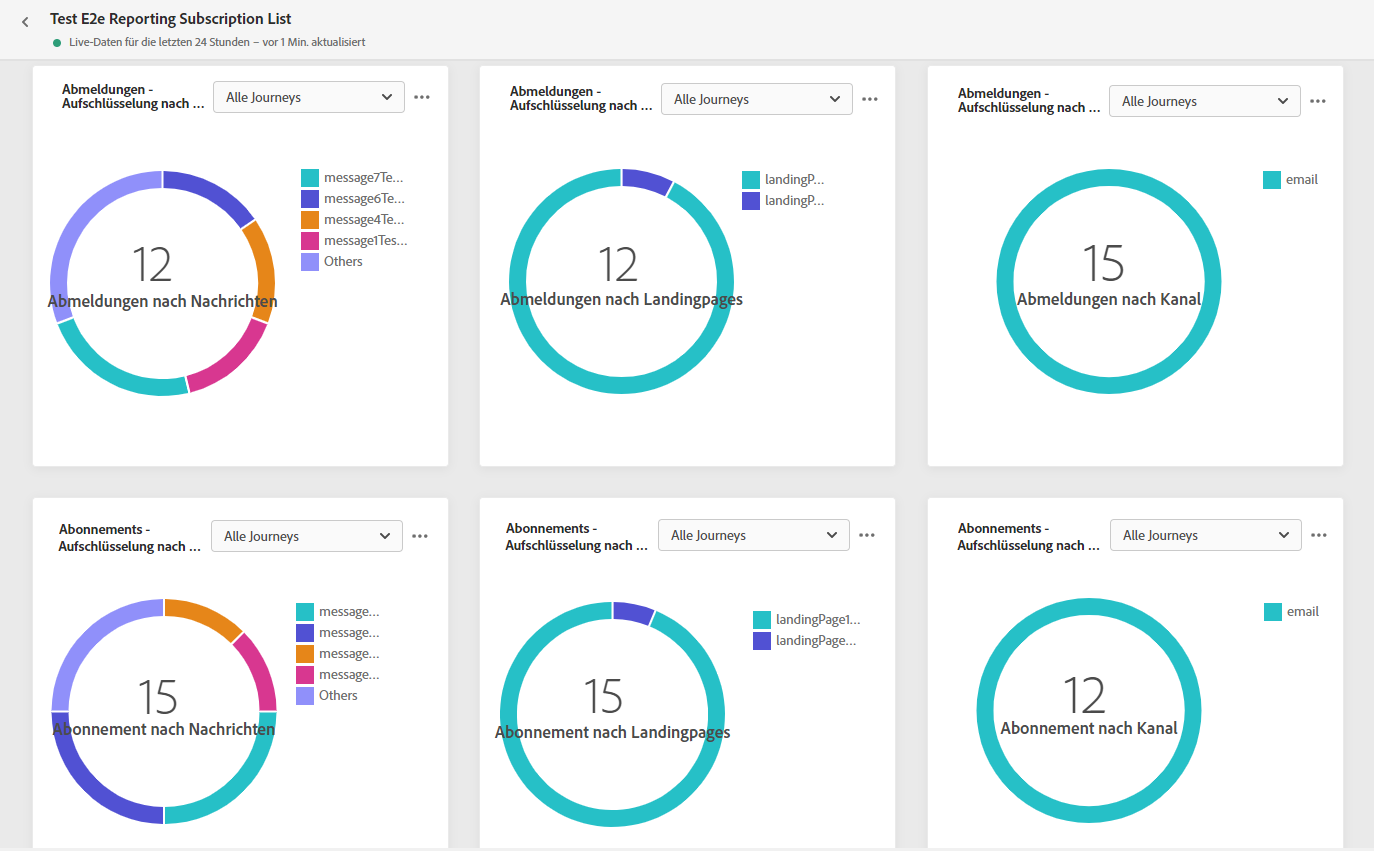 Test E2e Reporting Subscription List
Live-Daten für die letzten 24 Stunden – vor 1 Min. aktualisiert
Abmeldungen -
Aufschlüsselung nach ...
Alle Journeys
message7Te...
message6Te...
message4Te...
message1Tes...
Others
12
Abmeldungen nach Nachrichten
Abmeldungen -
Aufschlüsselung nach ...
Alle Journeys
landingP...
landingP...
12
Abmeldungen nach Landingpages
Abmeldungen -
Aufschlüsselung nach ...
Alle Journeys
email
15
Abmeldungen nach Kanal
Abonnements -
Aufschlüsselung nach ...
Alle Journeys
message...
message...
message...
message...
Others
15
Abonnement nach Nachrichten
Abonnements -
Aufschlüsselung nach ...
Alle Journeys
landingPage1...
landingPage...
15
Abonnement nach Landingpages
Abonnements -
Aufschlüsselung nach ...
Alle Journeys
email
12
Abonnement nach Kanal